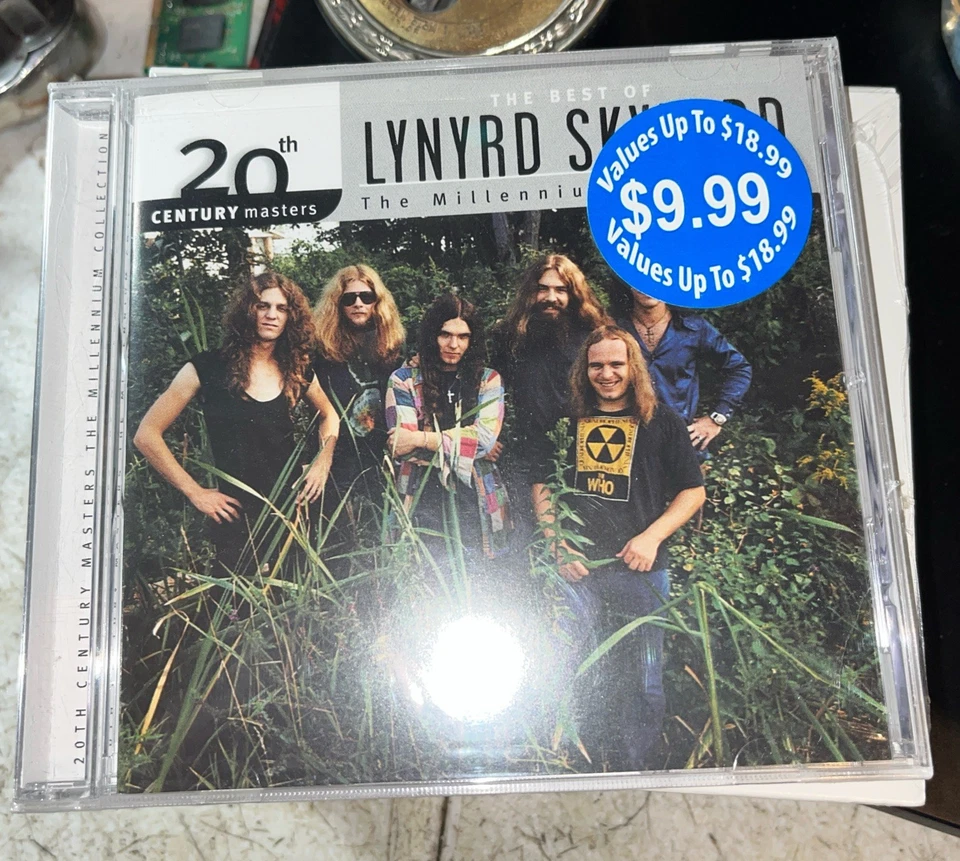 THE BEST OF
LYNYRD SK
20th
CENTURY masters
The Millenniu
Values Up To $18.99
$9.99
Values Up To $18.99
WHO
20TH CENTURY MASTERS THE MILLENNIUM COLLECTION